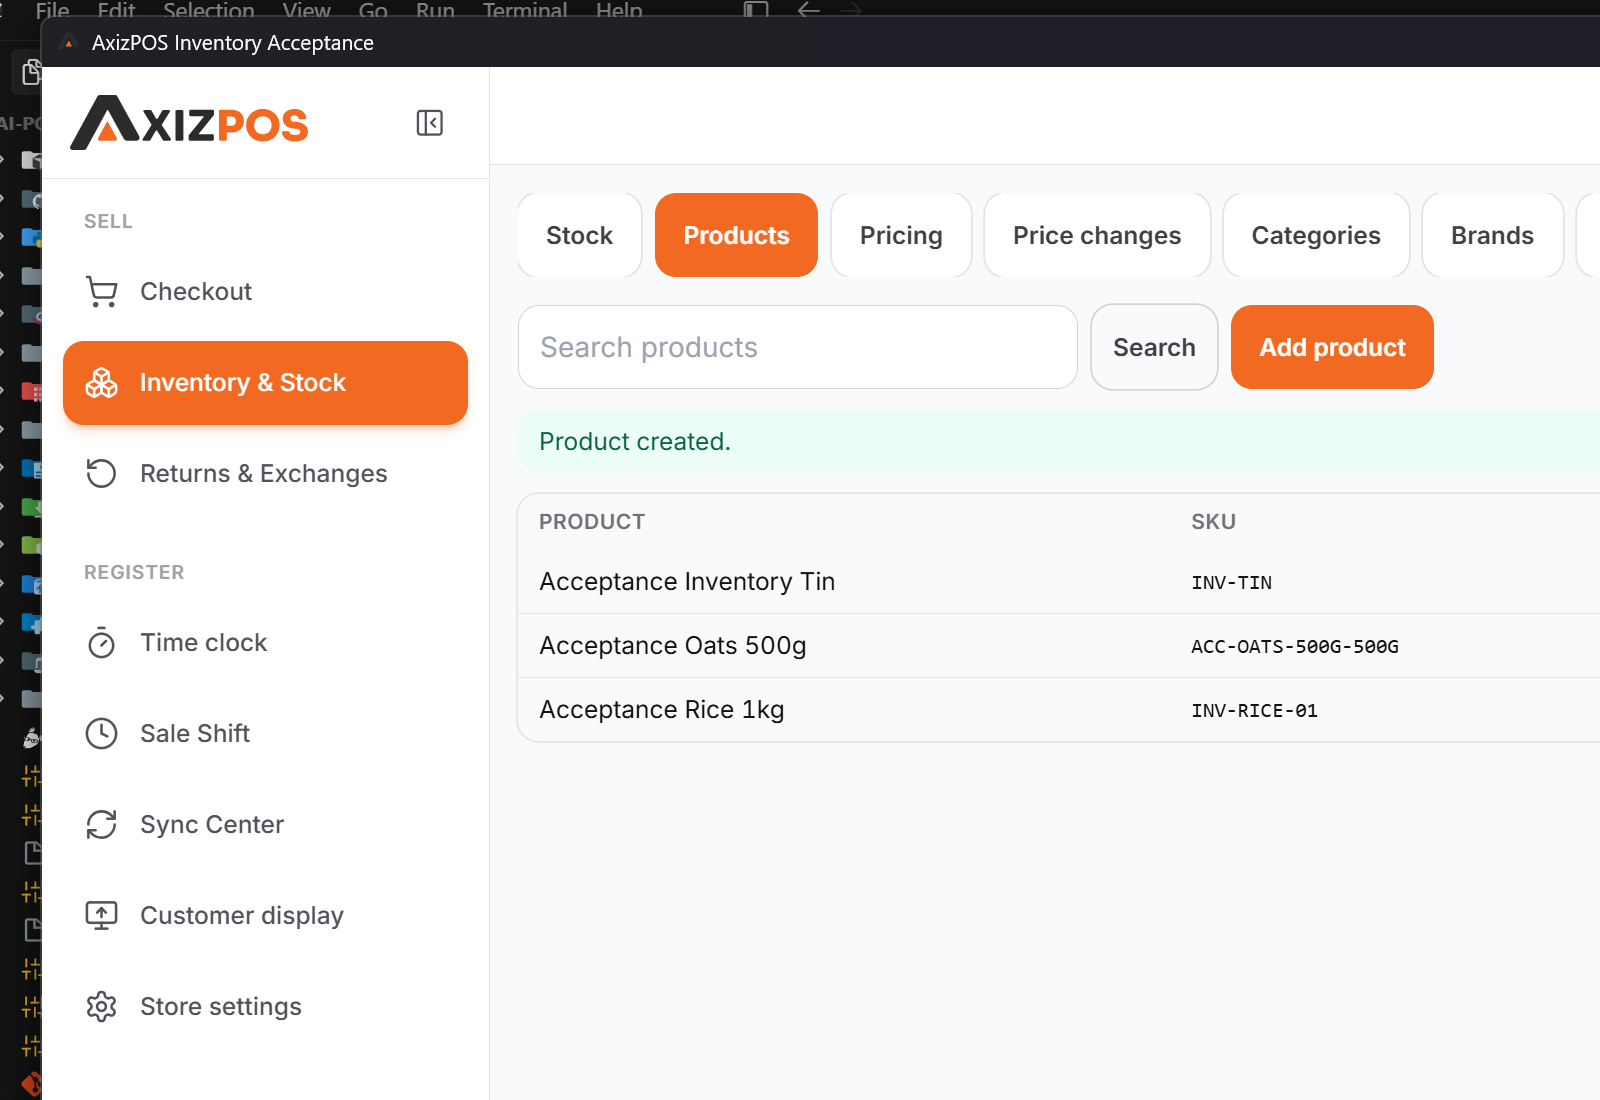 File Edit Selection View Go Run Terminal Help
AxizPOS Inventory Acceptance
AXIZPOS
SELL
Checkout
Inventory & Stock
Returns & Exchanges
REGISTER
Time clock
Sale Shift
Sync Center
Customer display
Store settings
Stock Products Pricing Price changes Categories Brands
Search products Search Add product
Product created.
PRODUCT SKU
Acceptance Inventory Tin INV-TIN
Acceptance Oats 500g ACC-OATS-500G-500G
Acceptance Rice 1kg INV-RICE-01